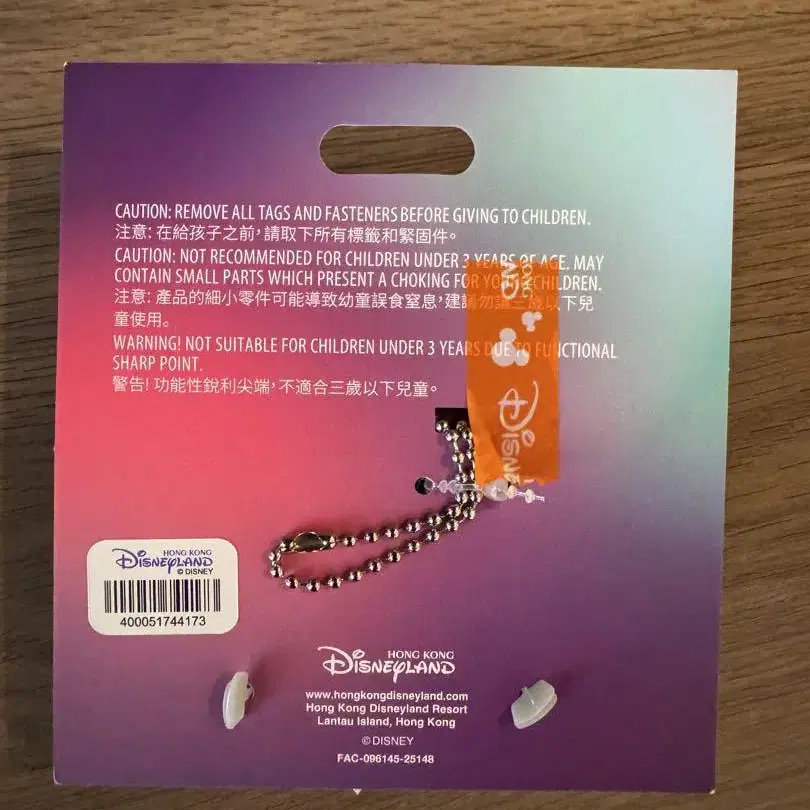 CAUTION: REMOVE ALL TAGS AND FASTENERS BEFORE GIVING TO CHILDREN.
注意: 在給孩子之前, 請取下所有標籤和緊固件。
CAUTION: NOT RECOMMENDED FOR CHILDREN UNDER 3 YEARS OF AGE. MAY
CONTAIN SMALL PARTS WHICH PRESENT A CHOKING FOR YOUNG CHILDREN.
注意: 產品的細小零件可能導致幼童誤食窒息, 建議勿讓三歲以下兒
童使用。
WARNING! NOT SUITABLE FOR CHILDREN UNDER 3 YEARS DUE TO FUNCTIONAL
SHARP POINT.
警告! 功能性銳利尖端, 不適合三歲以下兒童。
DISNEY
HONG KONG
DISNEYLAND
© DISNEY
400051744173
HONG KONG
DISNEYLAND
www.hongkongdisneyland.com
Hong Kong Disneyland Resort
Lantau Island, Hong Kong
© DISNEY
FAC-096145-25148